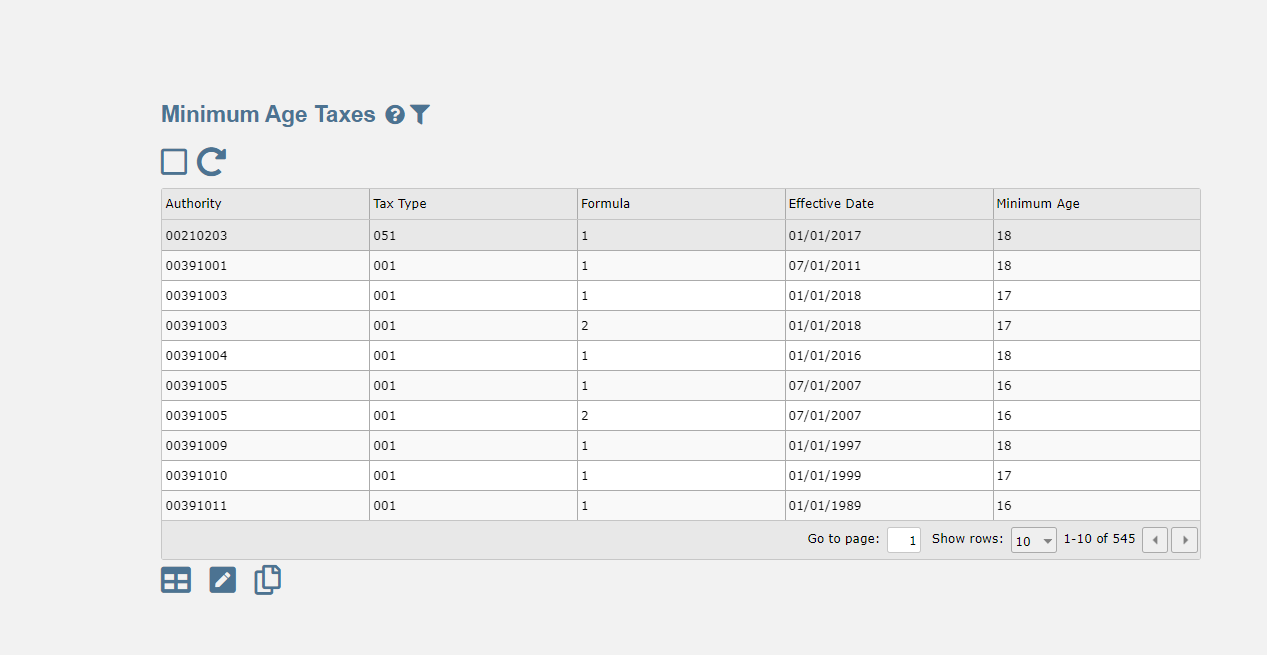 Minimum Age Taxes
Authority Tax Type Formula Effective Date Minimum Age
00210203 051 1 01/01/2017 18
00391001 001 1 07/01/2011 18
00391003 001 1 01/01/2018 17
00391003 001 2 01/01/2018 17
00391004 001 1 01/01/2016 18
00391005 001 1 07/01/2007 16
00391005 001 2 07/01/2007 16
00391009 001 1 01/01/1997 18
00391010 001 1 01/01/1999 17
00391011 001 1 01/01/1989 16
Go to page: 1 Show rows: 10 1-10 of 545